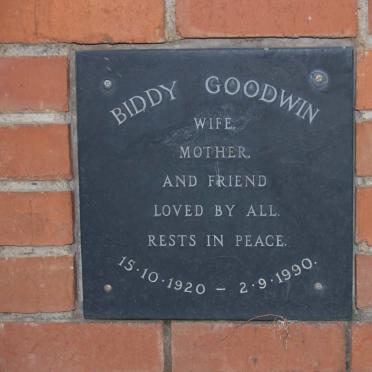 BIDDY GOODWIN
WIFE,
MOTHER,
AND FRIEND
LOVED BY ALL.
RESTS IN PEACE.
15·10·1920 – 2·9·1990.